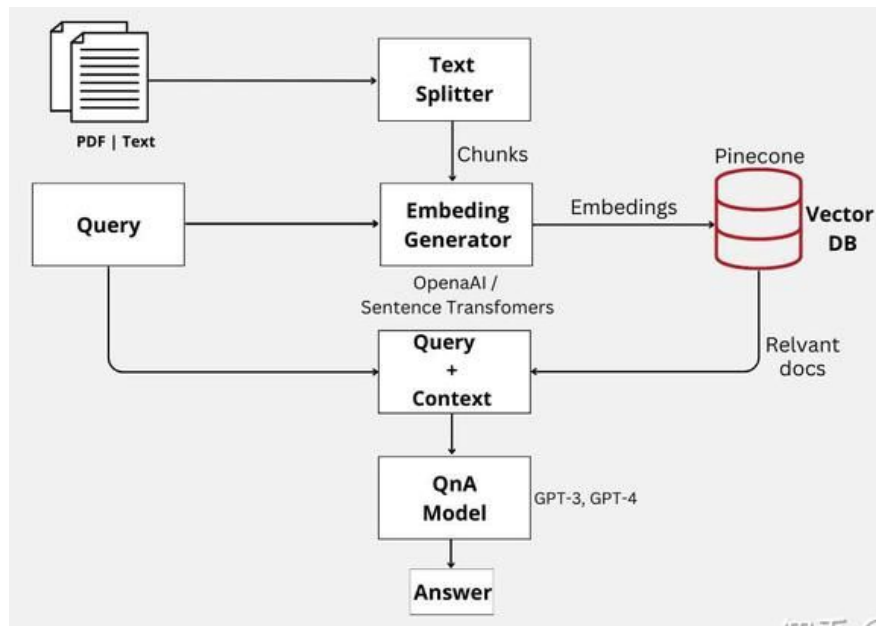 Text
Splitter
PDF | Text
Chunks
Pinecone
Query
Embeding
Generator
Embedings
Vector
DB
OpenaAI /
Sentence Transfomers
Query
+
Context
Relvant
docs
QnA
Model
GPT-3, GPT-4
Answer